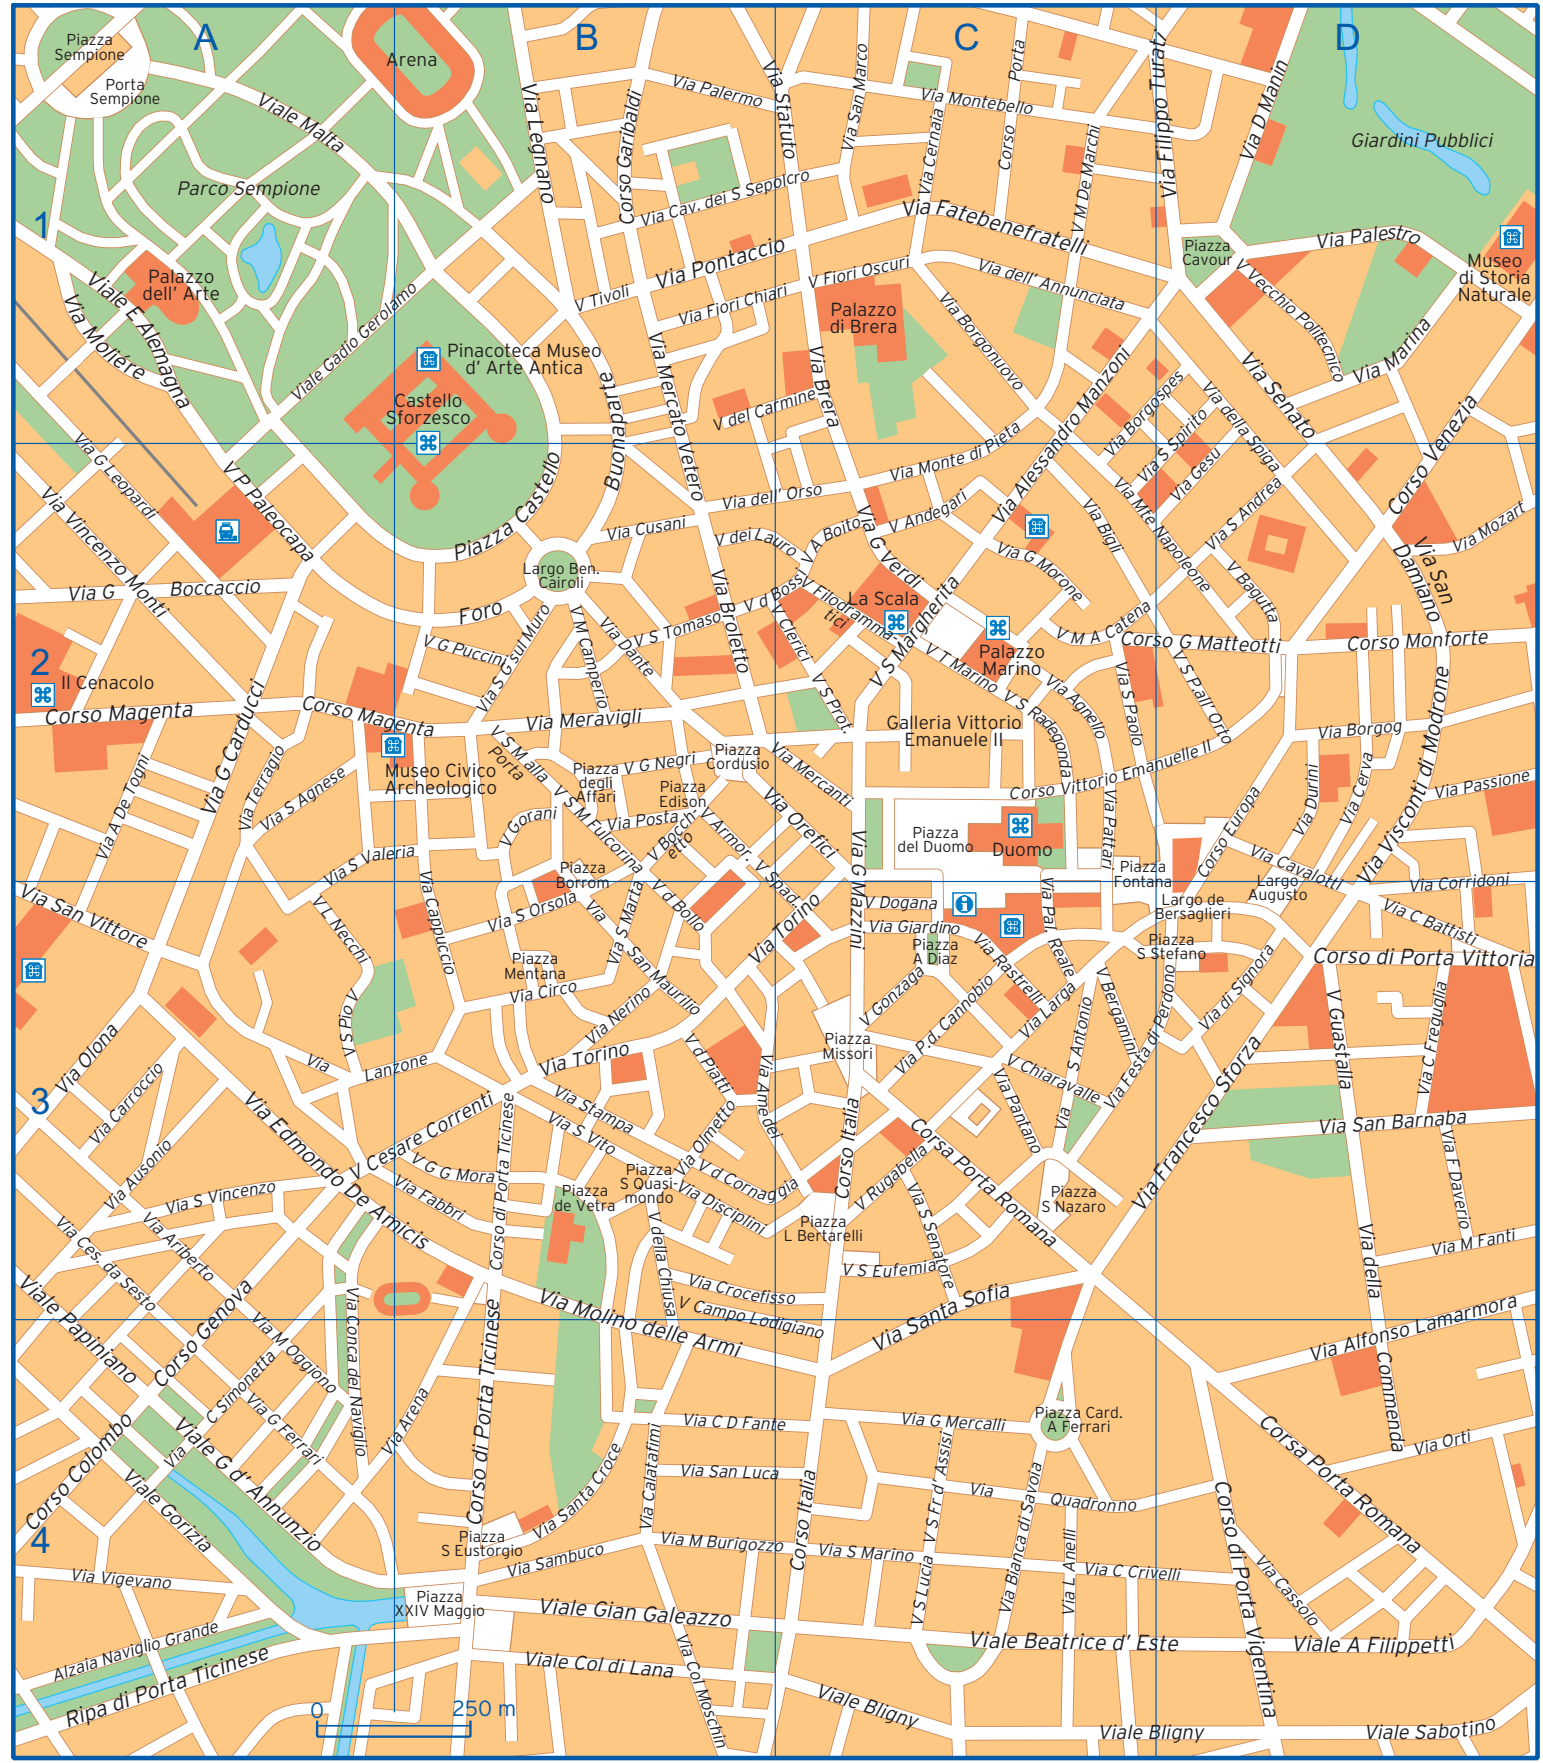 A
B
C
D
1
2
3
4
Piazza
Sempione
Porta
Sempione
Arena
Viale Malta
Parco Sempione
Palazzo
dell' Arte
Viale E Alemagna
Via Moliére
Viale Gadio Gerolamo
Pinacoteca Museo
d' Arte Antica
Castello
Sforzesco
Via Legnano
Corso Garibaldi
Via Palermo
Via Statuto
Via San Marco
Via Cernaia
Via Montebello
Corso Porta
V M De Marchi
Via Filippo Turati
Via D Manin
Giardini Pubblici
Via Cav. dei S Sepolcro
Via Pontaccio
V Tivoli
Via Fiori Chiari
V Fiori Oscuri
Via Fatebenefratelli
Via dell' Annunciata
Piazza
Cavour
Via Palestro
Museo
di Storia
Naturale
V Vecchio Politecnico
Via Marina
Palazzo
di Brera
Via Borgonuovo
Via Brera
Via Mercato Vetero
V del Carmine
Buonaparte
Via Alessandro Manzoni
Via Borgospes
Via S Spirito
Via Gesu
Via della Spiga
Via Senato
Corso Venezia
Via Monte di Pieta
Via dell' Orso
Via G Leopardi
V P Paleocapa
Via Vincenzo Monti
Piazza Castello
Via Cusani
V dei Lauro
V A Boito
V Andegari
Via G Verdi
Via G Morone
Via Bigli
Via Mte Napoleone
Via S Andrea
V Bagutta
Via San
Damiano
Via Mozart
Largo Ben.
Cairoli
Via G Boccaccio
Foro
V G Puccini
Via S G sul Muro
V M Camperio
Via Dante
V S Tomaso
Via Broletto
V d Bossi
V Filodramma-
tici
V Clerici
La Scala
V S Margherita
Palazzo
Marino
V T Marino
V M A Catena
Corso G Matteotti
Corso Monforte
Il Cenacolo
Corso Magenta
Corso Magenta
Via G Carducci
Via Meravigli
V S Prof.
Galleria Vittorio
Emanuele II
V S Radegonda
Via Agnello
Via S Paolo
V S Pall' Orto
Via Borgog
Via Visconti di Modrone
Via Passione
Via A De Togni
Via Terragio
Via S Agnese
Museo Civico
Archeologico
V S M alla
Porta
Piazza
degli
Affari
V G Negri
Piazza
Cordusio
Piazza
Edison
Via Mercanti
Via Orefici
Corso Vittorio Emanuele II
Via Durini
Via Cerva
Corso Europa
Via Pattari
V Gorani
V S M Fulcorina
Via Posta
V Bocch-
etto
V Armor.
V Spad.
Piazza
del Duomo
Duomo
Via G Mazzini
Piazza
Fontana
Via Cavalotti
Largo
Augusto
Largo de
Bersaglieri
Via Corridoni
V C Battisti
Via S Valeria
Piazza
Borrom
Via S Orsola
Via Cappuccio
V L Necchi
V S Pio V
Via S Marta
V d Bollo
Via San Maurilio
Via Torino
V Dogana
Via Giardino
Piazza
A Diaz
Via Rastrelli
Via Pal. Reale
Piazza
S Stefano
Corso di Porta Vittoria
Via San Vittore
Piazza
Mentana
Via Circo
Via Nerino
V Gonzaga
Via P.d. Cannobio
Via Larga
V Bergamini
Via Festa di Perdono
Via di Signora
V Guastalla
Via C Freguglia
Piazza
Missori
Via Olona
Via Lanzone
Via Torino
V d Piatti
Via Amedei
Via S Antonio
V Chiaravalle
Via Pantano
Via Francesco Sforza
Via San Barnaba
Via F Daverio
Via Carroccio
Via Ausonio
Via Edmondo De Amicis
V Cesare Correnti
Corso di Porta Ticinese
Via Stampa
Via S Vito
Via Olmetto
V d Cornaggia
Corso Italia
V Rugabella
Corsa Porta Romana
Via S Vincenzo
V G G Mora
Via Fabbri
Piazza
de Vetra
Piazza
S Quasi-
mondo
Via Disciplini
Piazza
L Bertarelli
Via S Senatore
Piazza
S Nazaro
Via Ces. da Sesto
Via Ariberto
V della Chiusa
V S Eufemia
Via M Fanti
Viale Papiniano
Corso Genova
Via Crocefisso
V Campo Lodigiano
Via Molino delle Armi
Via Santa Sofia
Via della Commenda
Via Alfonso Lamarmora
Via M Oggiono
Via Conca del Naviglio
C Simonetta
Via
Via G Ferrari
Via Arena
Corso di Porta Ticinese
Via C D Fante
Via G Mercalli
Piazza Card.
A Ferrari
Via Orti
Corso Colombo
Viale G d' Annunzio
Viale Gorizia
Via Santa Croce
Via Calatafimi
Via San Luca
Corso Italia
V S Fr d' Assisi
Via Quadronno
Corsa Porta Romana
Piazza
S Eustorgio
Via Sambuco
Via M Burigozzo
Via S Marino
V S Lucia
Via Bianca di Savoia
Via L Anelli
Via C Crivelli
Corso di Porta Vigentina
Via Cassolo
Via Vigevano
Piazza
XXIV Maggio
Viale Gian Galeazzo
Viale Beatrice d' Este
Viale A Filippetti
Alzaia Naviglio Grande
Ripa di Porta Ticinese
Viale Col di Lana
Via Col Moschin
Viale Bligny
Viale Bligny
Viale Sabotino
0
250 m